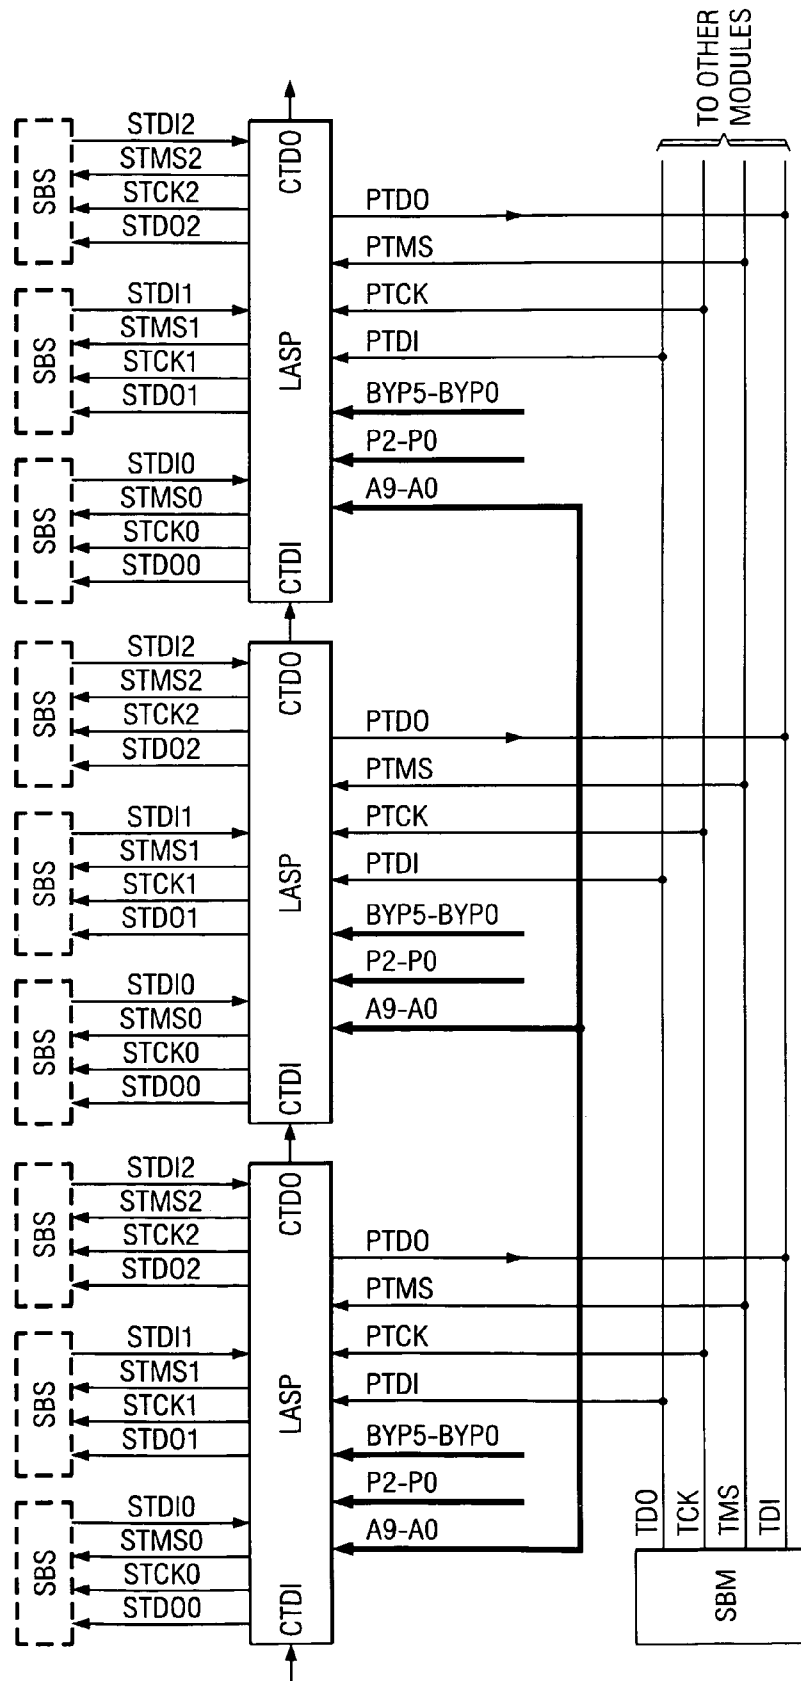 TO OTHER
MODULES
SBS
STDI2
STMS2
STCK2
STDO2
SBS
STDI1
STMS1
STCK1
STDO1
SBS
STDI0
STMS0
STCK0
STDO0
CTDO
LASP
CTDI
PTDO
PTMS
PTCK
PTDI
BYP5-BYP0
P2-P0
A9-A0
SBS
STDI2
STMS2
STCK2
STDO2
SBS
STDI1
STMS1
STCK1
STDO1
SBS
STDI0
STMS0
STCK0
STDO0
CTDO
LASP
CTDI
PTDO
PTMS
PTCK
PTDI
BYP5-BYP0
P2-P0
A9-A0
SBS
STDI2
STMS2
STCK2
STDO2
SBS
STDI1
STMS1
STCK1
STDO1
SBS
STDI0
STMS0
STCK0
STDO0
CTDO
LASP
CTDI
PTDO
PTMS
PTCK
PTDI
BYP5-BYP0
P2-P0
A9-A0
TDO
TCK
TMS
TDI
SBM